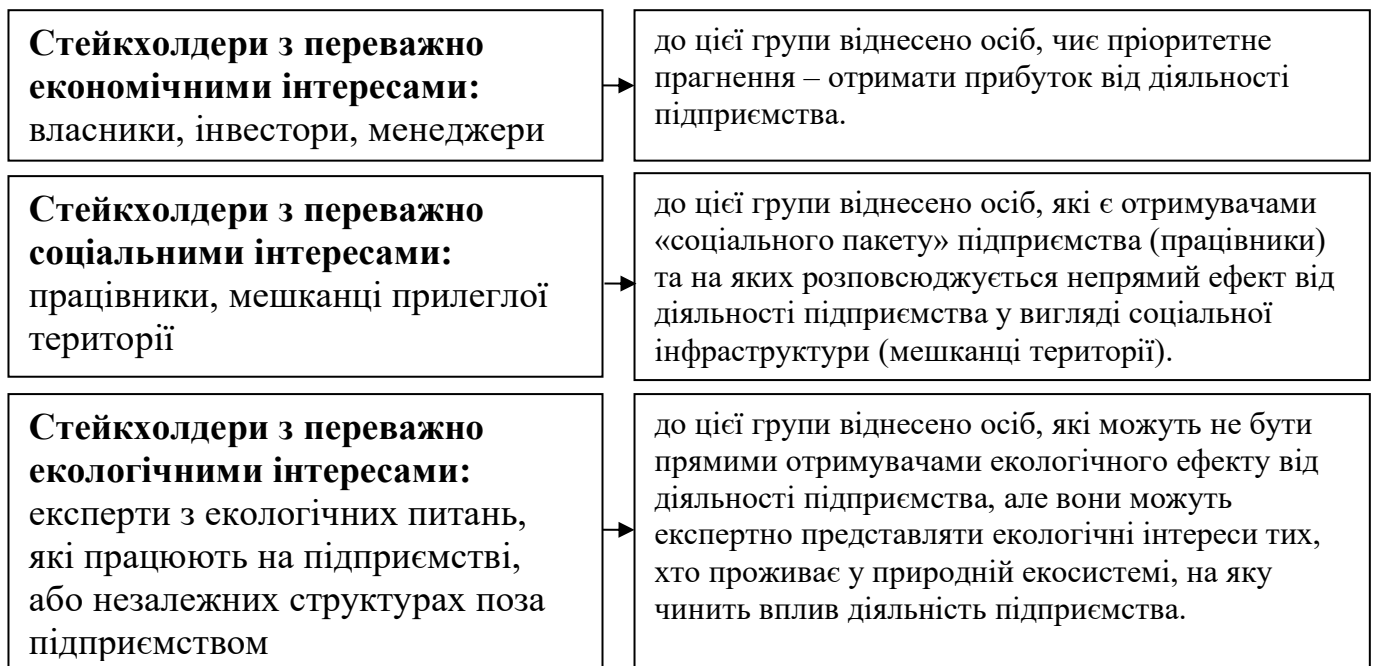 Стейкхолдери з переважно
економічними інтересами:
власники, інвестори, менеджери
до цієї групи віднесено осіб, чиє пріоритетне
прагнення – отримати прибуток від діяльності
підприємства.
Стейкхолдери з переважно
соціальними інтересами:
працівники, мешканці прилеглої
території
до цієї групи віднесено осіб, які є отримувачами
«соціального пакету» підприємства (працівники)
та на яких розповсюджується непрямий ефект від
діяльності підприємства у вигляді соціальної
інфраструктури (мешканці території).
Стейкхолдери з переважно
екологічними інтересами:
експерти з екологічних питань,
які працюють на підприємстві,
або незалежних структурах поза
підприємством
до цієї групи віднесено осіб, які можуть не бути
прямими отримувачами екологічного ефекту від
діяльності підприємства, але вони можуть
експертно представляти екологічні інтереси тих,
хто проживає у природній екосистемі, на яку
чинить вплив діяльність підприємства.